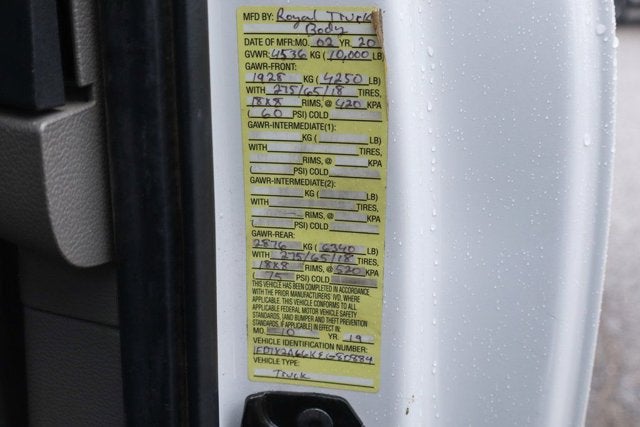 MFD BY: Royal Truck
Body
DATE OF MFR: MO. 02 YR. 20
GVWR: 4536 KG (10,000 LB)
GAWR-FRONT:
1928 KG (4250 LB)
WITH 275/65/18 TIRES,
18x8 RIMS, @ 420 KPA
(60 PSI) COLD
GAWR-INTERMEDIATE(1):
KG ( LB)
WITH TIRES,
RIMS, @ KPA
( PSI) COLD
GAWR-INTERMEDIATE(2):
KG ( LB)
WITH TIRES,
RIMS, @ KPA
( PSI) COLD
GAWR-REAR:
2876 KG (6340 LB)
WITH 275/65/18 TIRES,
18x8 RIMS, @ 520 KPA
(75 PSI) COLD
THIS VEHICLE HAS BEEN COMPLETED IN ACCORDANCE
WITH THE PRIOR MANUFACTURERS' IVD, WHERE
APPLICABLE. THIS VEHICLE CONFORMS TO ALL
APPLICABLE FEDERAL MOTOR VEHICLE SAFETY
STANDARDS, [AND BUMPER AND THEFT PREVENTION
STANDARDS, IF APPLICABLE] IN EFFECT IN:
MO. 10 YR. 19
VEHICLE IDENTIFICATION NUMBER:
VEHICLE TYPE:
Truck